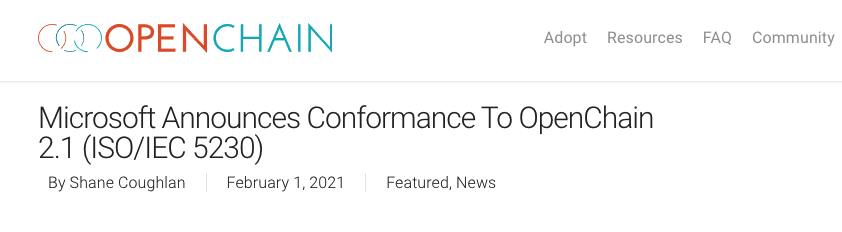 OPENCHAIN
Adopt Resources FAQ Community
Microsoft Announces Conformance To OpenChain
2.1 (ISO/IEC 5230)
By Shane Coughlan February 1, 2021 Featured, News